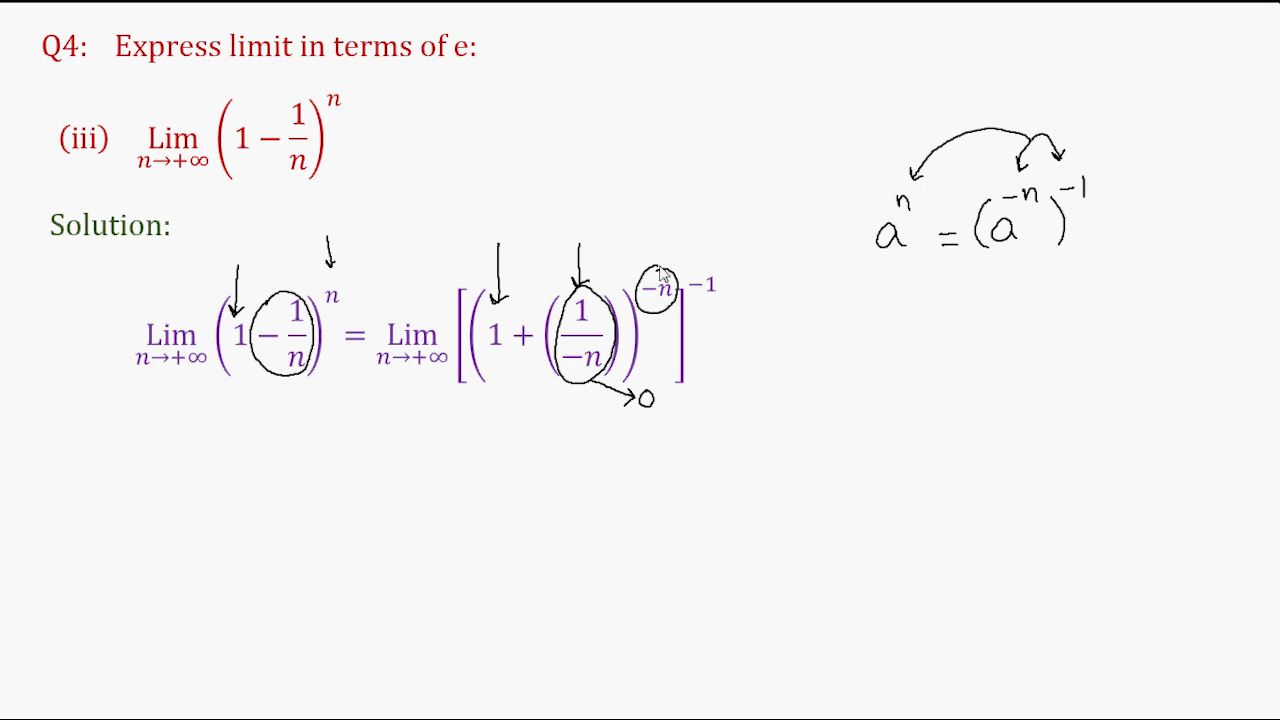 Q4: Express limit in terms of e:
(iii) Lim n→+∞ (1 − 1/n)^n
Solution:
a^n = (a^−n)^−1
Lim n→+∞ (1 − 1/n)^n = Lim n→+∞ [(1 + (1/−n))^−n]^−1
→0